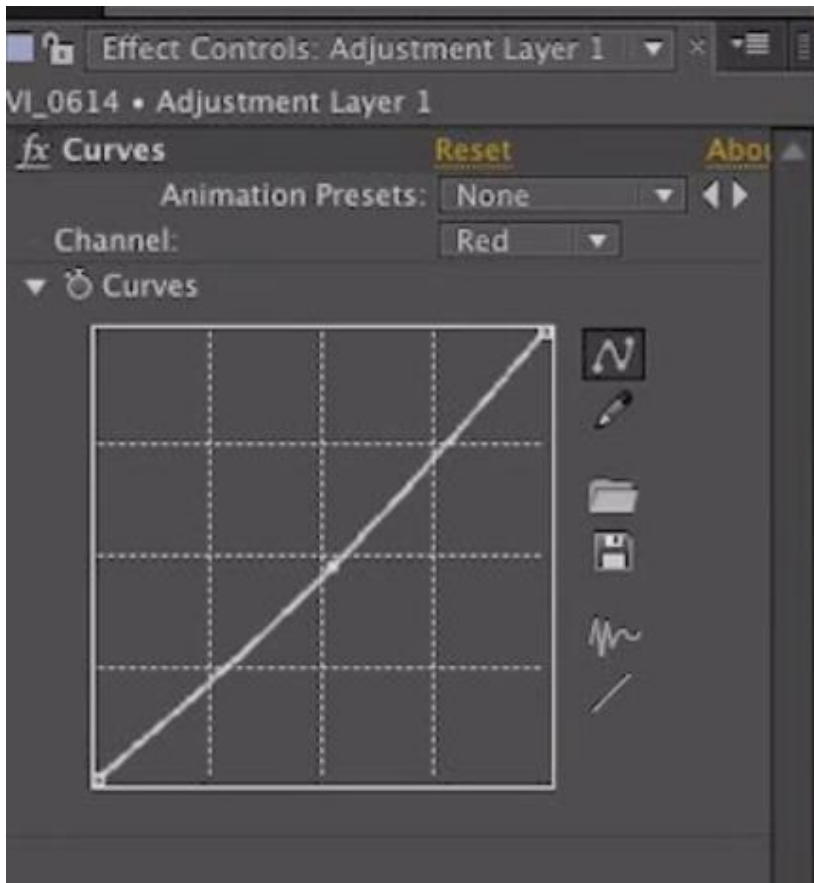 Effect Controls: Adjustment Layer 1
VI_0614 • Adjustment Layer 1
fx Curves Reset Abou
Animation Presets: None
Channel: Red
Curves